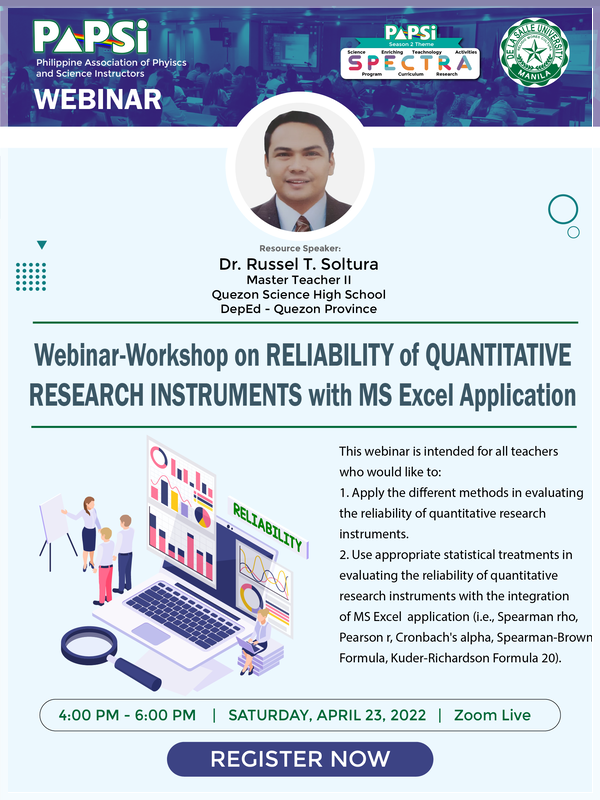 PAPSi
Philippine Association of Phyiscs
and Science Instructors
WEBINAR
PAPSi
Season 2 Theme
Science Enriching Technology Activities
SPECTRA
Program Curriculum Research
DE LA SALLE UNIVERSITY
MANILA
Resource Speaker:
Dr. Russel T. Soltura
Master Teacher II
Quezon Science High School
DepEd - Quezon Province
Webinar-Workshop on RELIABILITY of QUANTITATIVE
RESEARCH INSTRUMENTS with MS Excel Application
RELIABILITY
This webinar is intended for all teachers
who would like to:
1. Apply the different methods in evaluating
the reliability of quantitative research
instruments.
2. Use appropriate statistical treatments in
evaluating the reliability of quantitative
research instruments with the integration
of MS Excel  application (i.e., Spearman rho,
Pearson r, Cronbach's alpha, Spearman-Brown
Formula, Kuder-Richardson Formula 20).
4:00 PM - 6:00 PM | SATURDAY, APRIL 23, 2022 | Zoom Live
REGISTER NOW